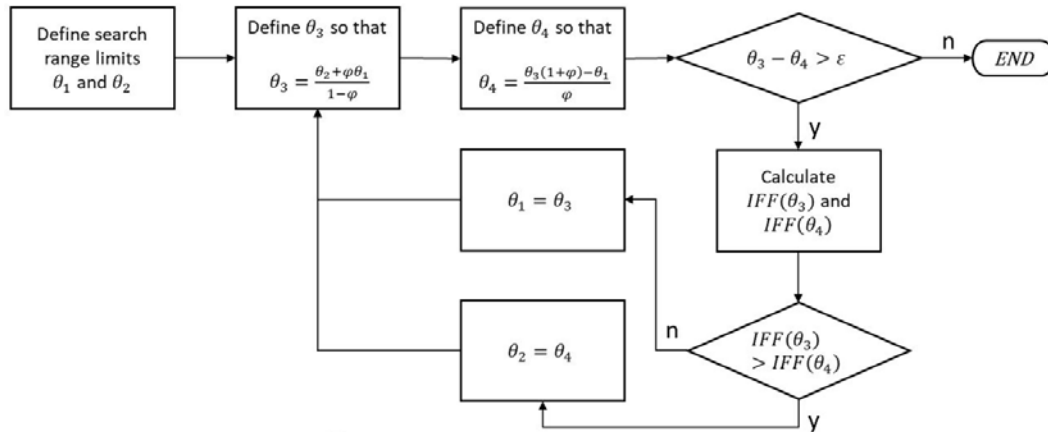 Define search
range limits
θ₁ and θ₂
Define θ₃ so that
θ₃ = (θ₂+φθ₁)/(1−φ)
Define θ₄ so that
θ₄ = (θ₃(1+φ)−θ₁)/φ
θ₃ − θ₄ > ε
n
END
y
Calculate
IFF(θ₃) and
IFF(θ₄)
θ₁ = θ₃
n
IFF(θ₃)
> IFF(θ₄)
θ₂ = θ₄
y